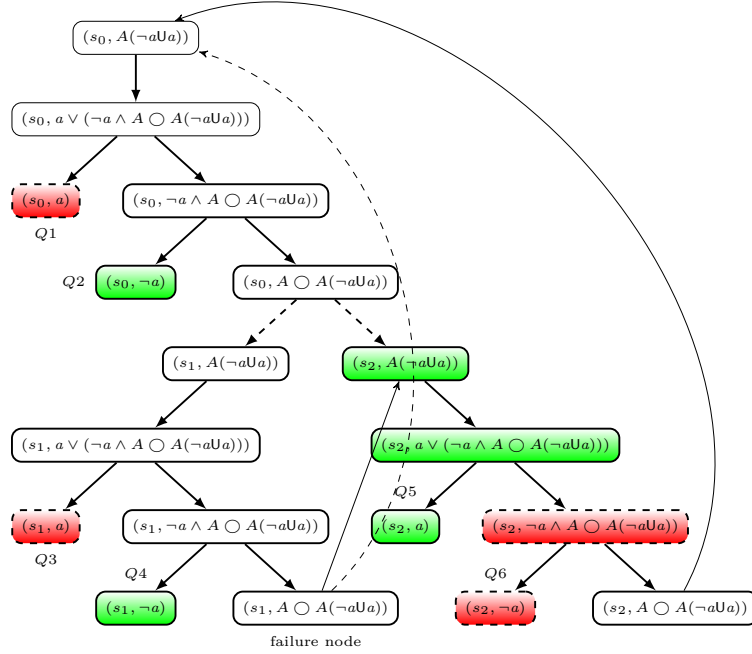 (s₀, A(¬aUa))
(s₀, a ∨ (¬a ∧ A ◯ A(¬aUa)))
(s₀, a)
(s₀, ¬a ∧ A ◯ A(¬aUa))
Q1
Q2
(s₀, ¬a)
(s₀, A ◯ A(¬aUa))
(s₁, A(¬aUa))
(s₂, A(¬aUa))
(s₁, a ∨ (¬a ∧ A ◯ A(¬aUa)))
(s₂, a ∨ (¬a ∧ A ◯ A(¬aUa)))
Q5
(s₁, a)
(s₁, ¬a ∧ A ◯ A(¬aUa))
(s₂, a)
(s₂, ¬a ∧ A ◯ A(¬aUa))
Q3
Q4
Q6
(s₁, ¬a)
(s₁, A ◯ A(¬aUa))
(s₂, ¬a)
(s₂, A ◯ A(¬aUa))
failure node